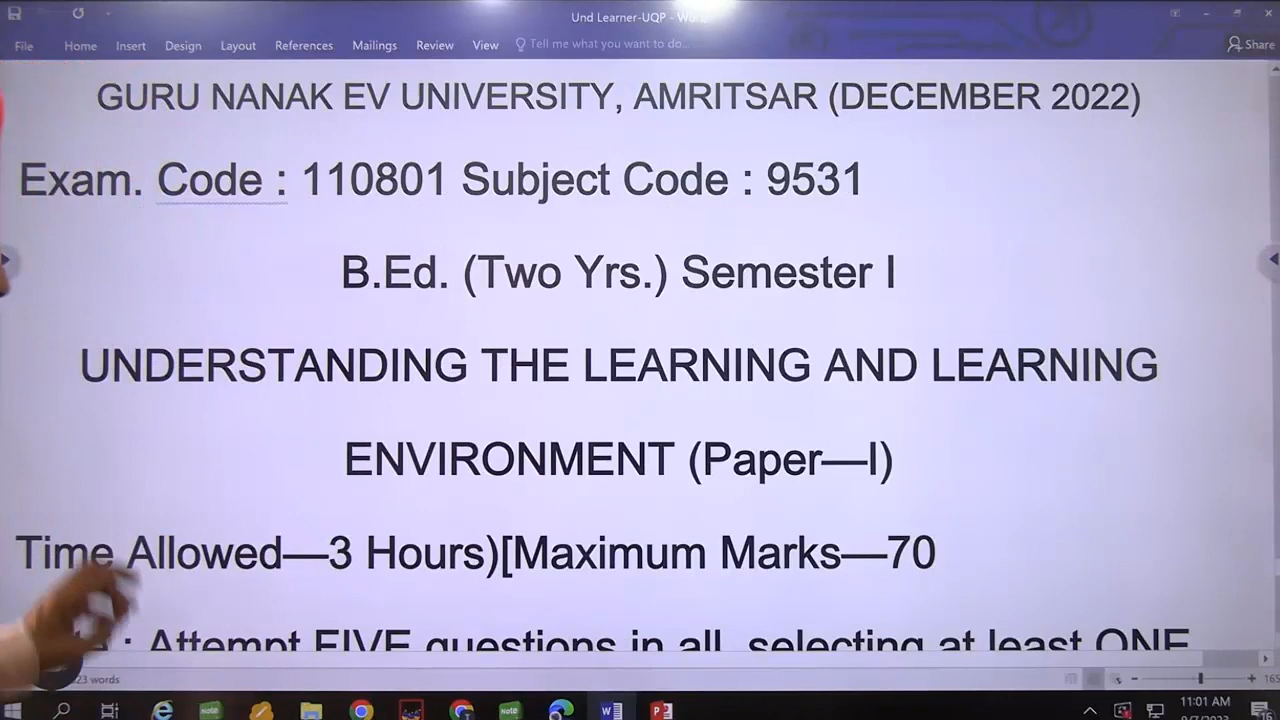 Und Learner-UQP - Word
File Home Insert Design Layout References Mailings Review View Tell me what you want to do... Share
GURU NANAK EV UNIVERSITY, AMRITSAR (DECEMBER 2022)
Exam. Code : 110801 Subject Code : 9531
B.Ed. (Two Yrs.) Semester I
UNDERSTANDING THE LEARNING AND LEARNING
ENVIRONMENT (Paper—I)
Time Allowed—3 Hours)[Maximum Marks—70
: Attempt FIVE questions in all, selecting at least ONE
words
11:01 AM